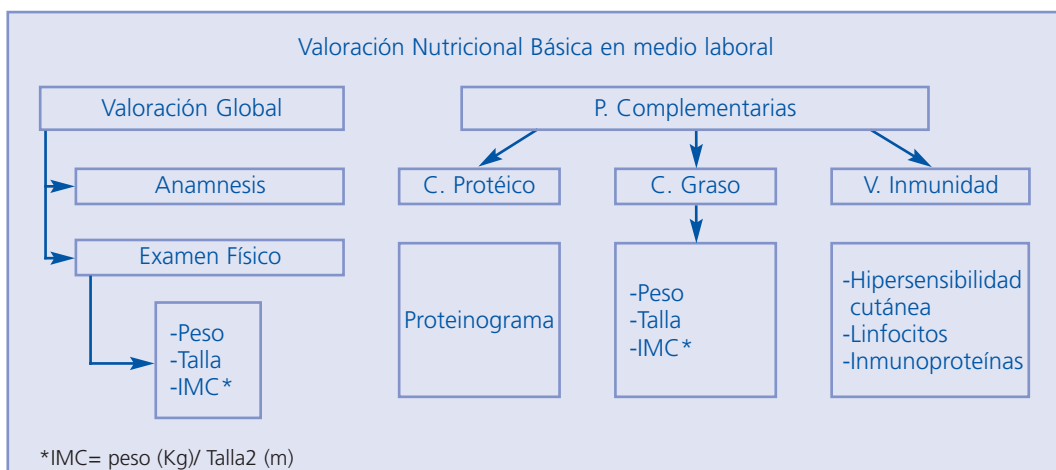 Valoración Nutricional Básica en medio laboral
Valoración Global
Anamnesis
Examen Físico
-Peso
-Talla
-IMC*
P. Complementarias
C. Protéico
C. Graso
V. Inmunidad
Proteinograma
-Peso
-Talla
-IMC*
-Hipersensibilidad
cutánea
-Linfocitos
-Inmunoproteínas
*IMC= peso (Kg)/ Talla2 (m)